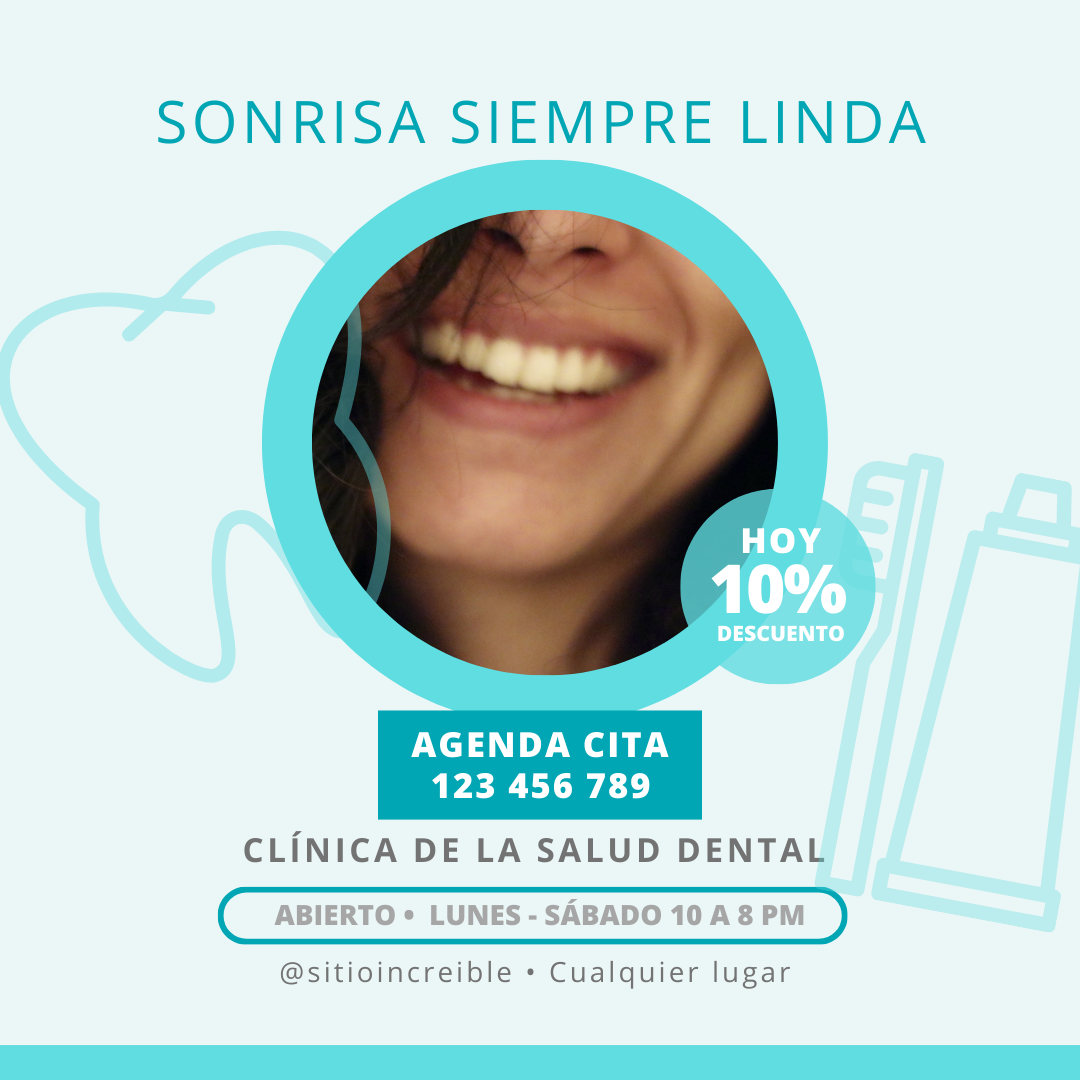 SONRISA SIEMPRE LINDA
HOY
10%
DESCUENTO
AGENDA CITA
123 456 789
CLÍNICA DE LA SALUD DENTAL
ABIERTO • LUNES - SÁBADO 10 A 8 PM
@sitioincreible • Cualquier lugar